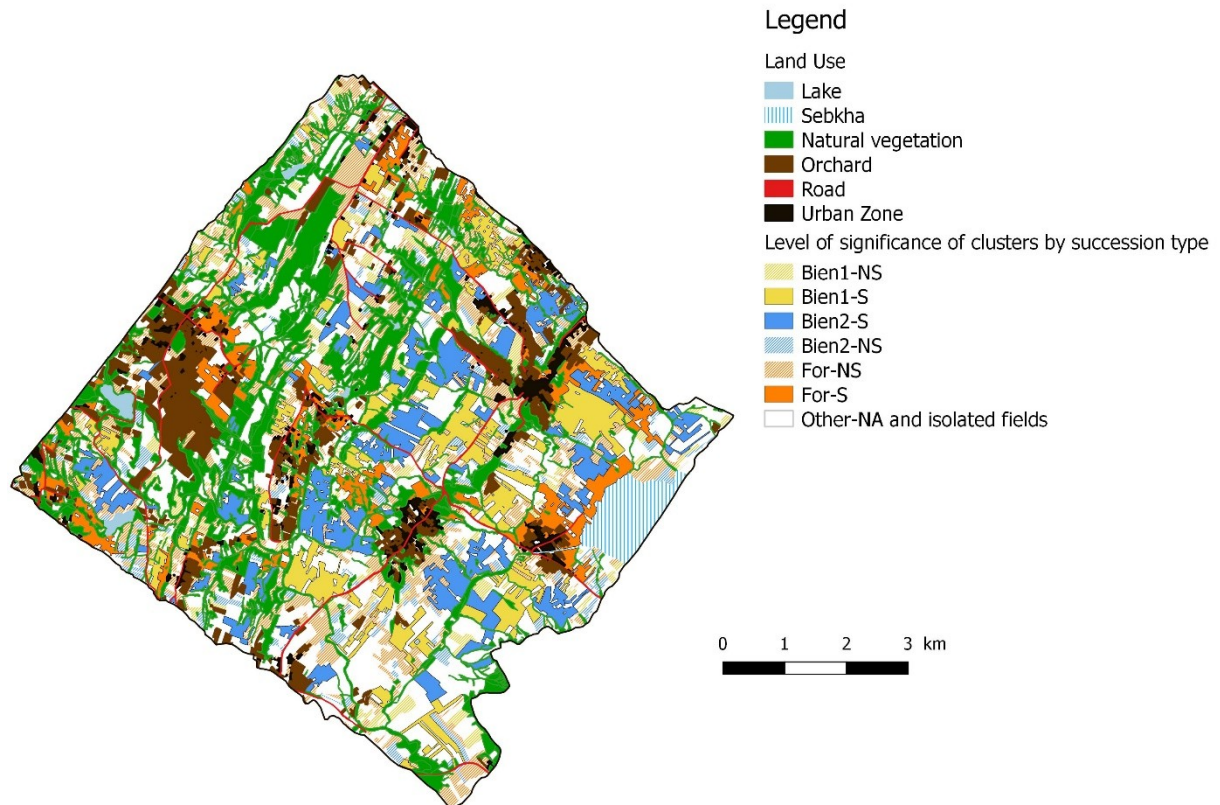 Legend
Land Use
Lake
Sebkha
Natural vegetation
Orchard
Road
Urban Zone
Level of significance of clusters by succession type
Bien1-NS
Bien1-S
Bien2-S
Bien2-NS
For-NS
For-S
Other-NA and isolated fields
0 1 2 3 km